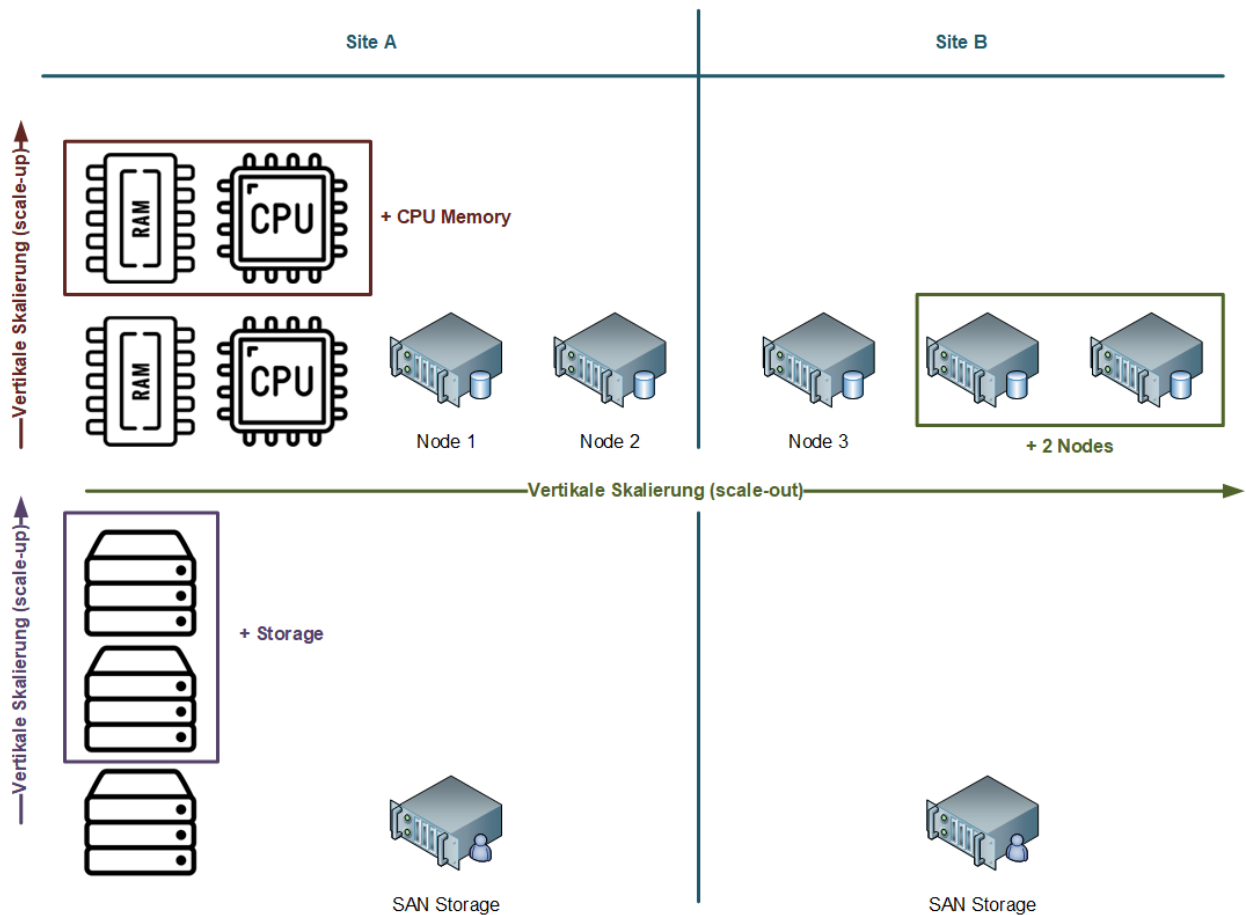 Site A
Site B
Vertikale Skalierung (scale-up)
RAM
CPU
+ CPU Memory
RAM
CPU
Node 1
Node 2
Node 3
+ 2 Nodes
Vertikale Skalierung (scale-out)
Vertikale Skalierung (scale-up)
+ Storage
SAN Storage
SAN Storage